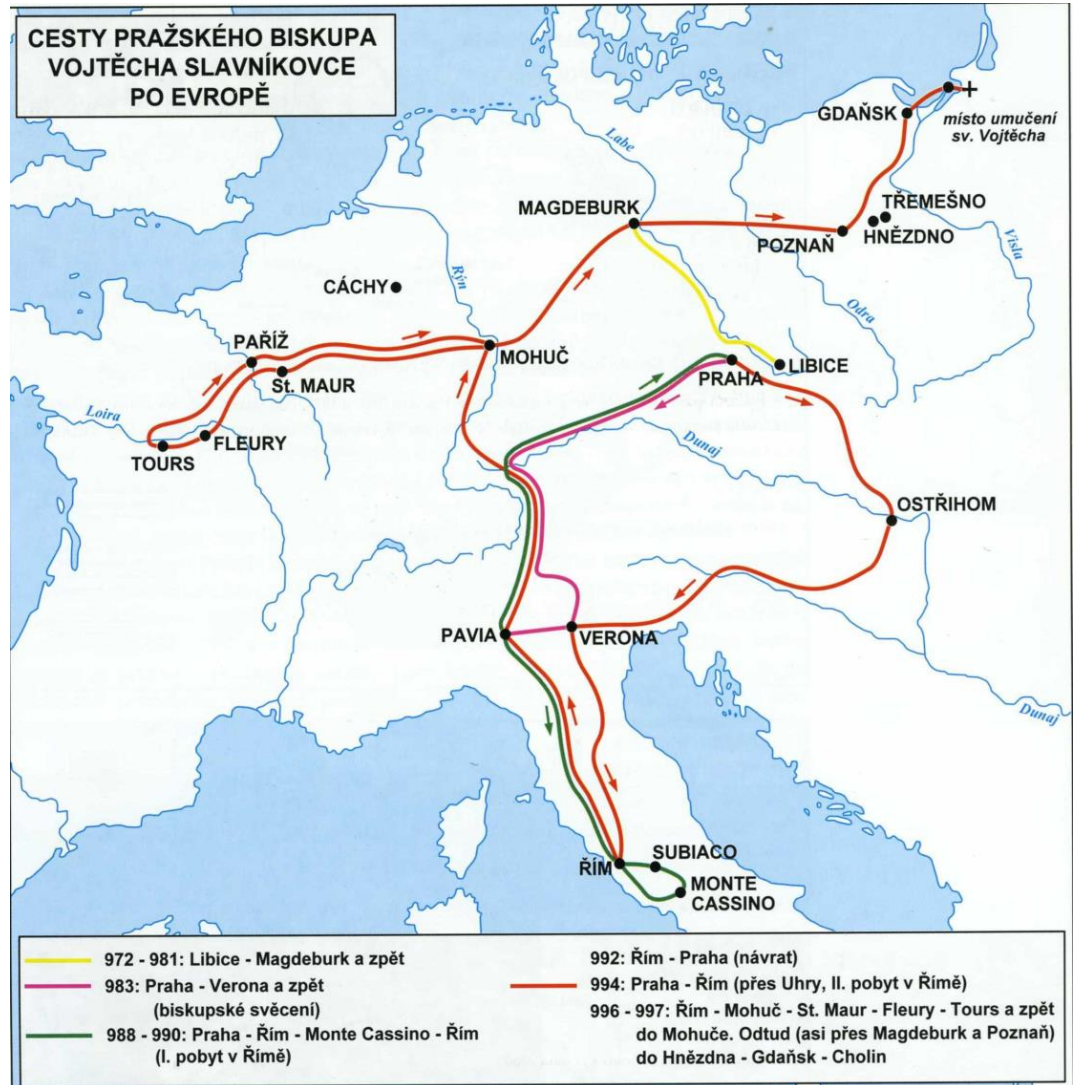 CESTY PRAŽSKÉHO BISKUPA
VOJTĚCHA SLAVNÍKOVCE
PO EVROPĚ
GDAŇSK
místo umučení
sv. Vojtěcha
Labe
MAGDEBURK
TŘEMEŠNO
HNĚZDNO
POZNAŇ
Visla
Rýn
CÁCHY
Odra
PAŘÍŽ
MOHUČ
St. MAUR
PRAHA
LIBICE
Loira
FLEURY
TOURS
Dunaj
OSTŘIHOM
PAVIA
VERONA
Dunaj
ŘÍM
SUBIACO
MONTE
CASSINO
972 - 981: Libice - Magdeburk a zpět
983: Praha - Verona a zpět
(biskupské svěcení)
988 - 990: Praha - Řím - Monte Cassino - Řím
(I. pobyt v Římě)
992: Řím - Praha (návrat)
994: Praha - Řím (přes Uhry, II. pobyt v Římě)
996 - 997: Řím - Mohuč - St. Maur - Fleury - Tours a zpět
do Mohuče. Odtud (asi přes Magdeburk a Poznaň)
do Hnězdna - Gdaňsk - Cholin